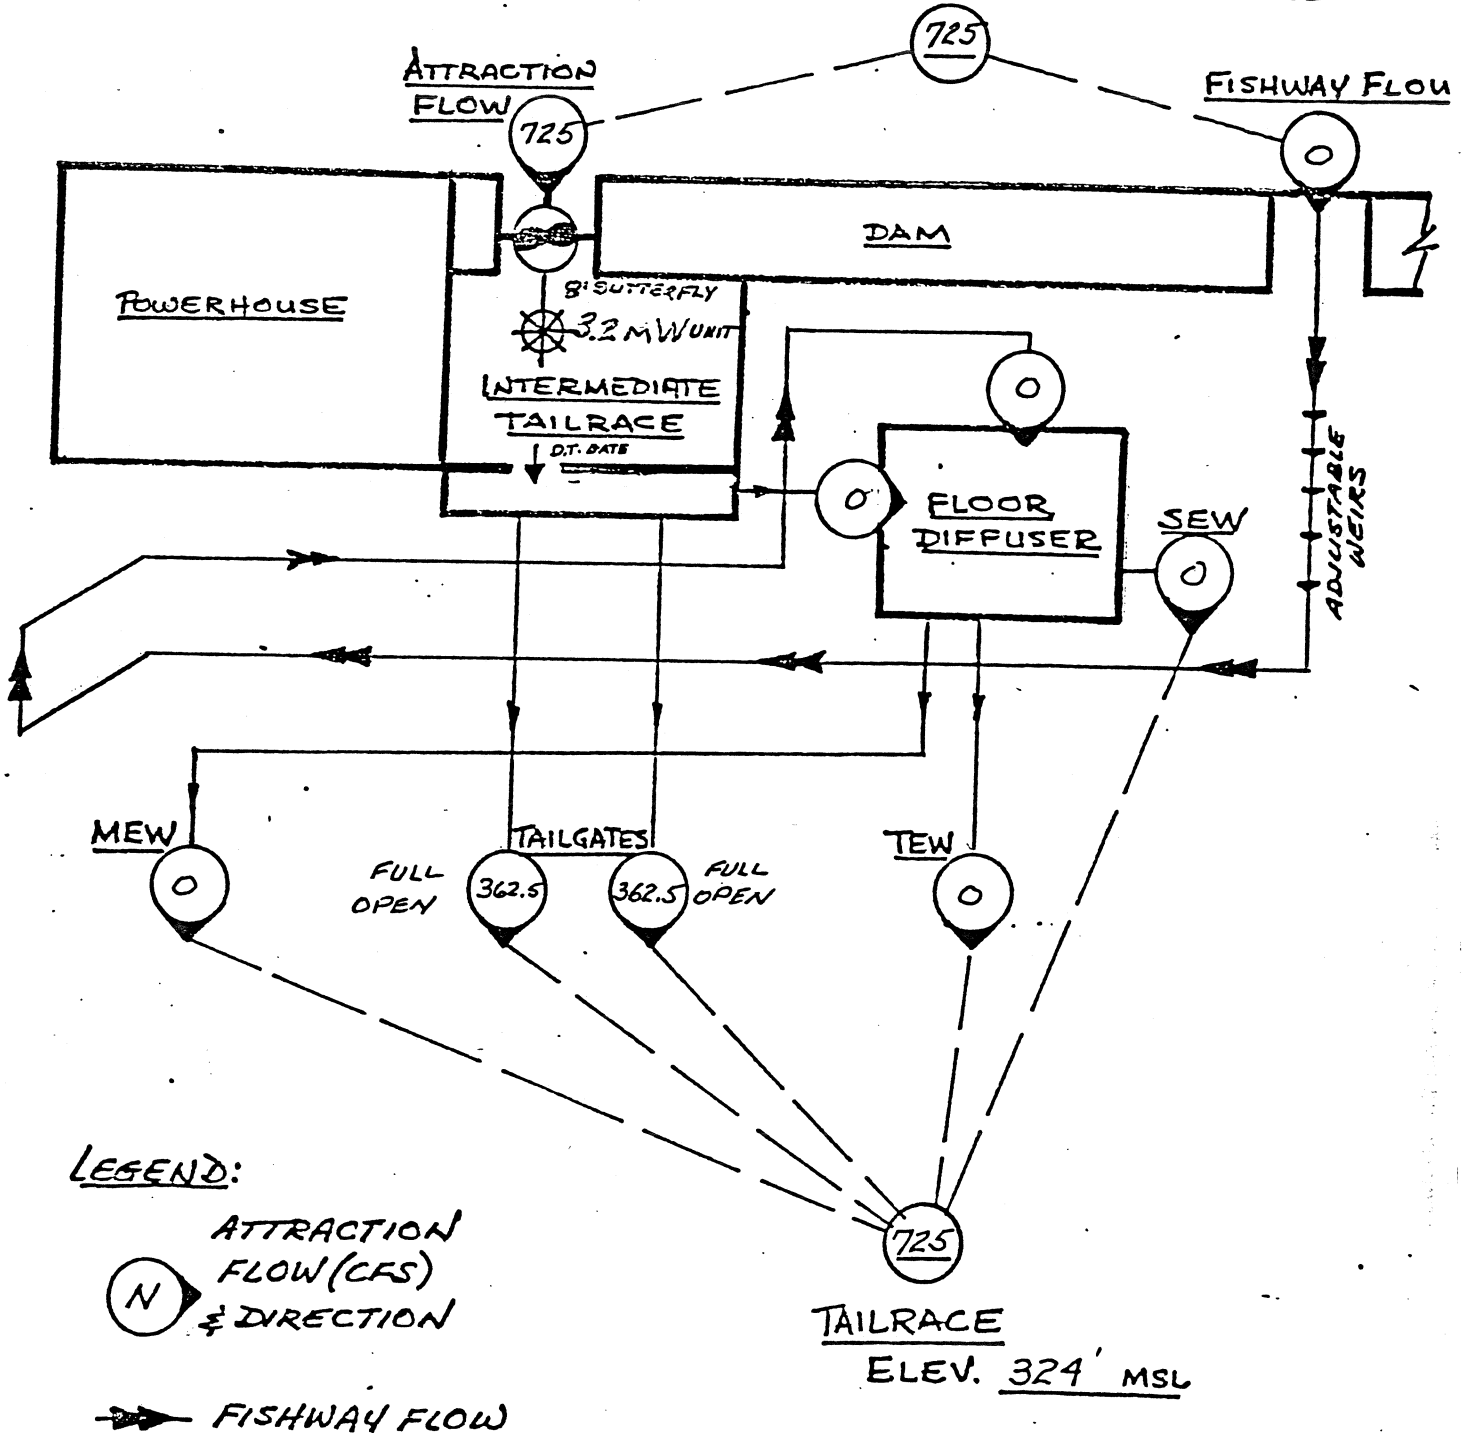 725
ATTRACTION
FLOW
725
FISHWAY FLOW
0
DAM
POWERHOUSE
8' BUTTERFLY
3.2 MW UNIT
INTERMEDIATE
TAILRACE
D.T. GATE
0
0
FLOOR
DIFFUSER
SEW
0
ADJUSTABLE
WEIRS
MEW
0
TAILGATES
FULL
OPEN
362.5
362.5
FULL
OPEN
TEW
0
725
TAILRACE
ELEV. 324' MSL
LEGEND:
N
ATTRACTION
FLOW (CFS)
& DIRECTION
FISHWAY FLOW